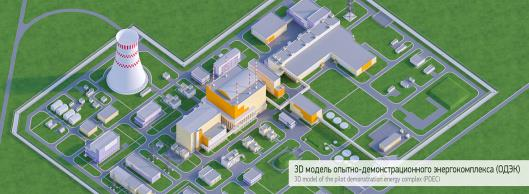 3D модель опытно-демонстрационного энергокомплекса (ОДЭК)
3D model of the pilot demonstration energy complex (PDEC)